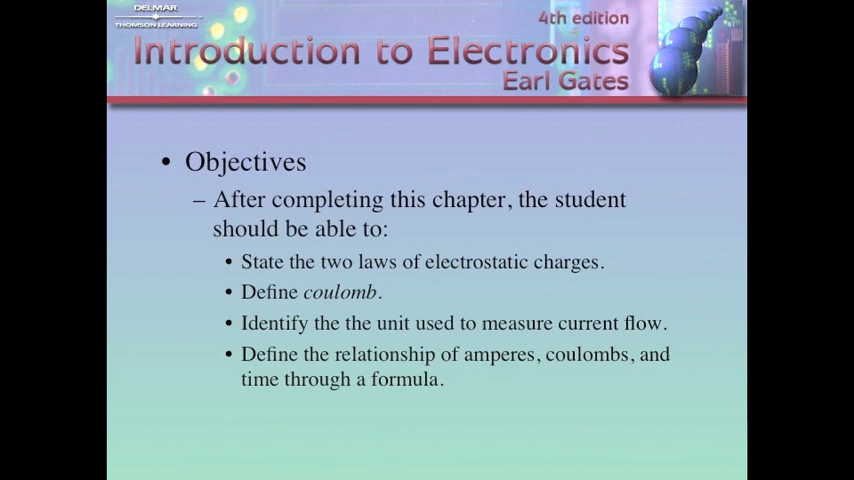 DELMAR
THOMSON LEARNING
4th edition
Introduction to Electronics
Earl Gates
• Objectives
– After completing this chapter, the student
should be able to:
• State the two laws of electrostatic charges.
• Define coulomb.
• Identify the the unit used to measure current flow.
• Define the relationship of amperes, coulombs, and
time through a formula.